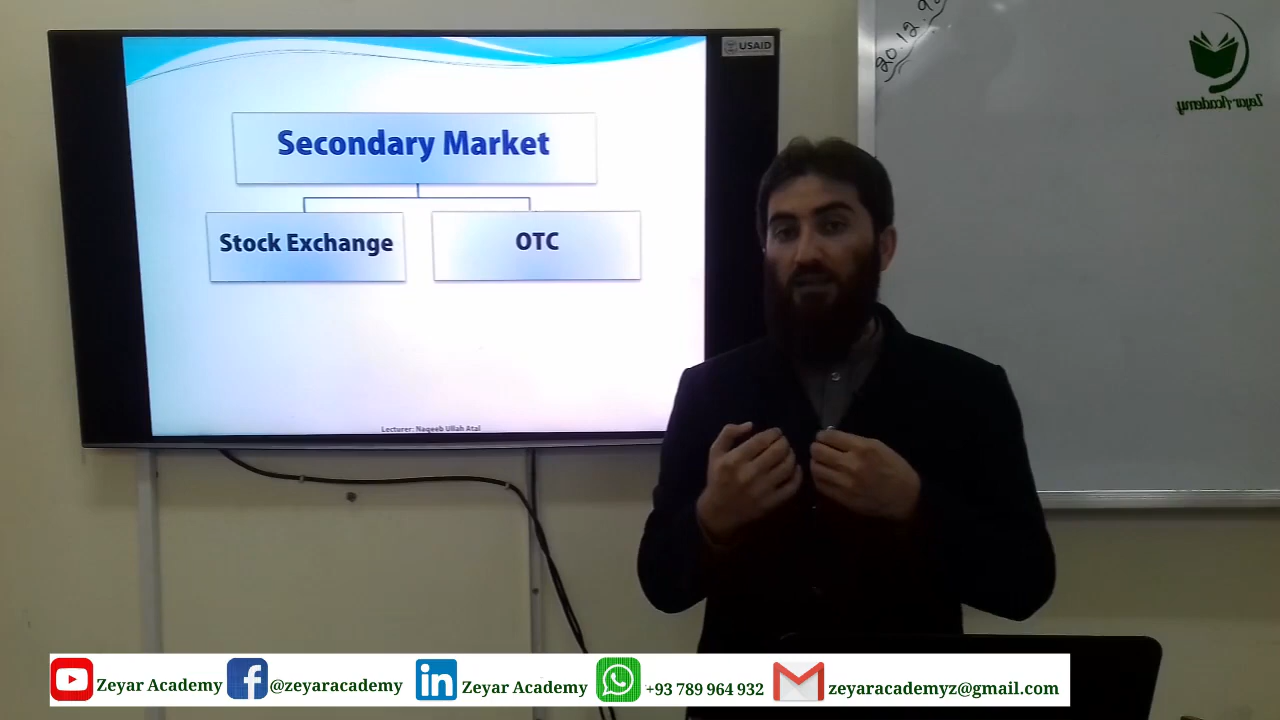 USAID
Secondary Market
Stock Exchange
OTC
Lecturer: Naqeeb Ullah Atal
Zeyar Academy
Zeyar Academy
@zeyaracademy
in Zeyar Academy
+93 789 964 932
zeyaracademyz@gmail.com